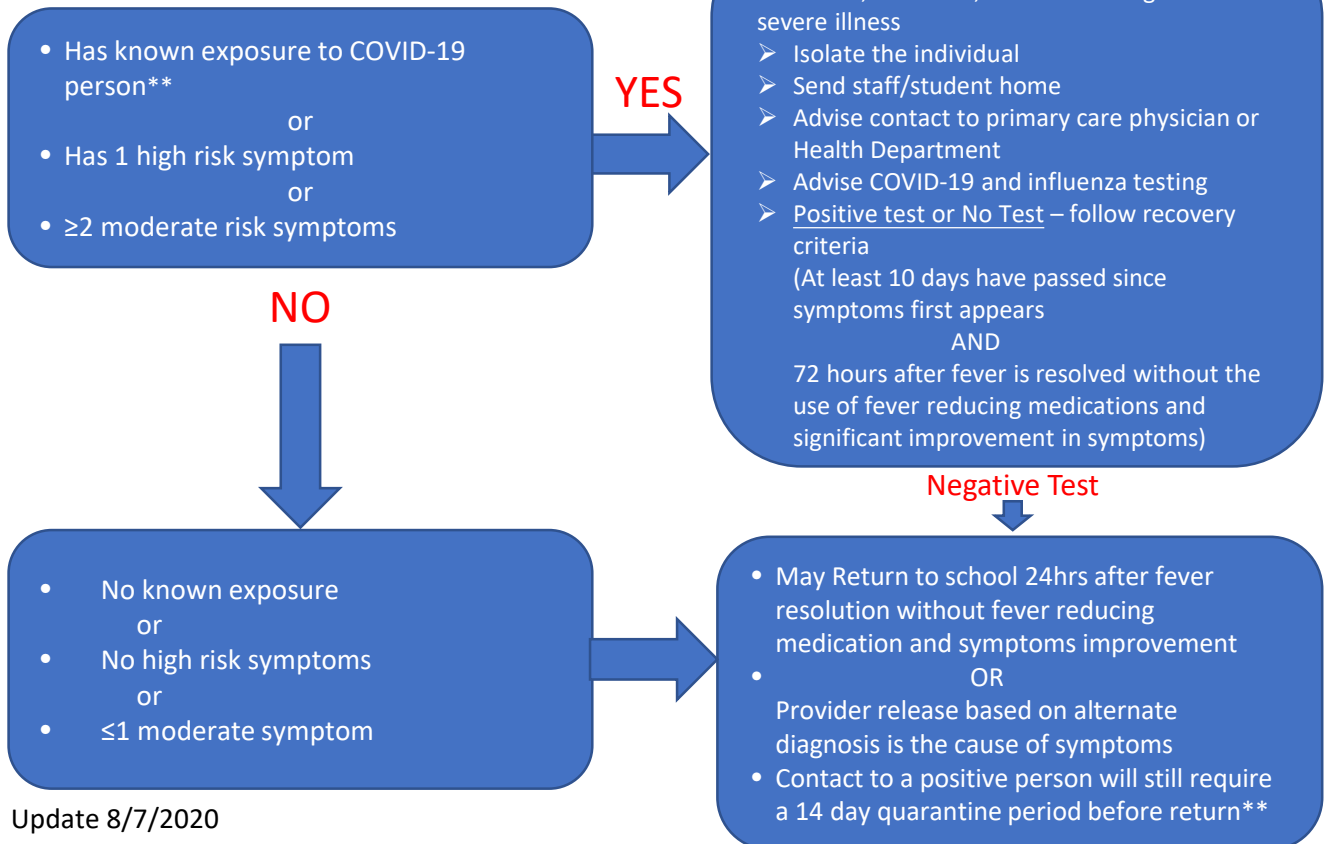 • Has known exposure to COVID-19
person**
or
• Has 1 high risk symptom
or
• ≥2 moderate risk symptoms
YES
severe illness
➢ Isolate the individual
➢ Send staff/student home
➢ Advise contact to primary care physician or
Health Department
➢ Advise COVID-19 and influenza testing
➢ Positive test or No Test – follow recovery
criteria
(At least 10 days have passed since
symptoms first appears
AND
72 hours after fever is resolved without the
use of fever reducing medications and
significant improvement in symptoms)
NO
Negative Test
• No known exposure
or
• No high risk symptoms
or
• ≤1 moderate symptom
• May Return to school 24hrs after fever
resolution without fever reducing
medication and symptoms improvement
• OR
Provider release based on alternate
diagnosis is the cause of symptoms
• Contact to a positive person will still require
a 14 day quarantine period before return**
Update 8/7/2020